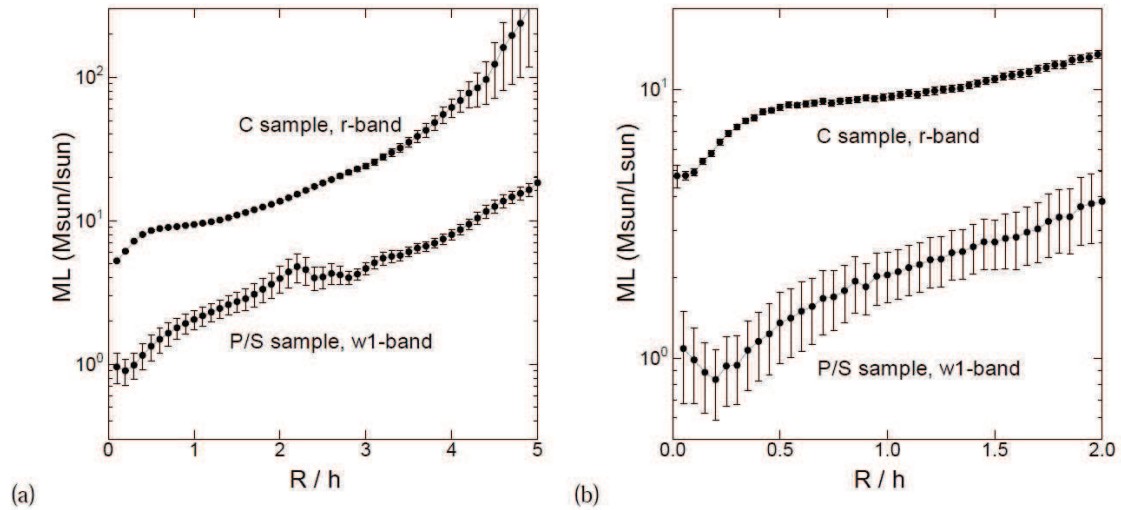 10²
10¹
10⁰
ML (Msun/lsun)
C sample, r-band
P/S sample, w1-band
0 1 2 3 4 5
R / h
(a)
10¹
10⁰
ML (Msun/Lsun)
C sample, r-band
P/S sample, w1-band
0.0 0.5 1.0 1.5 2.0
R / h
(b)